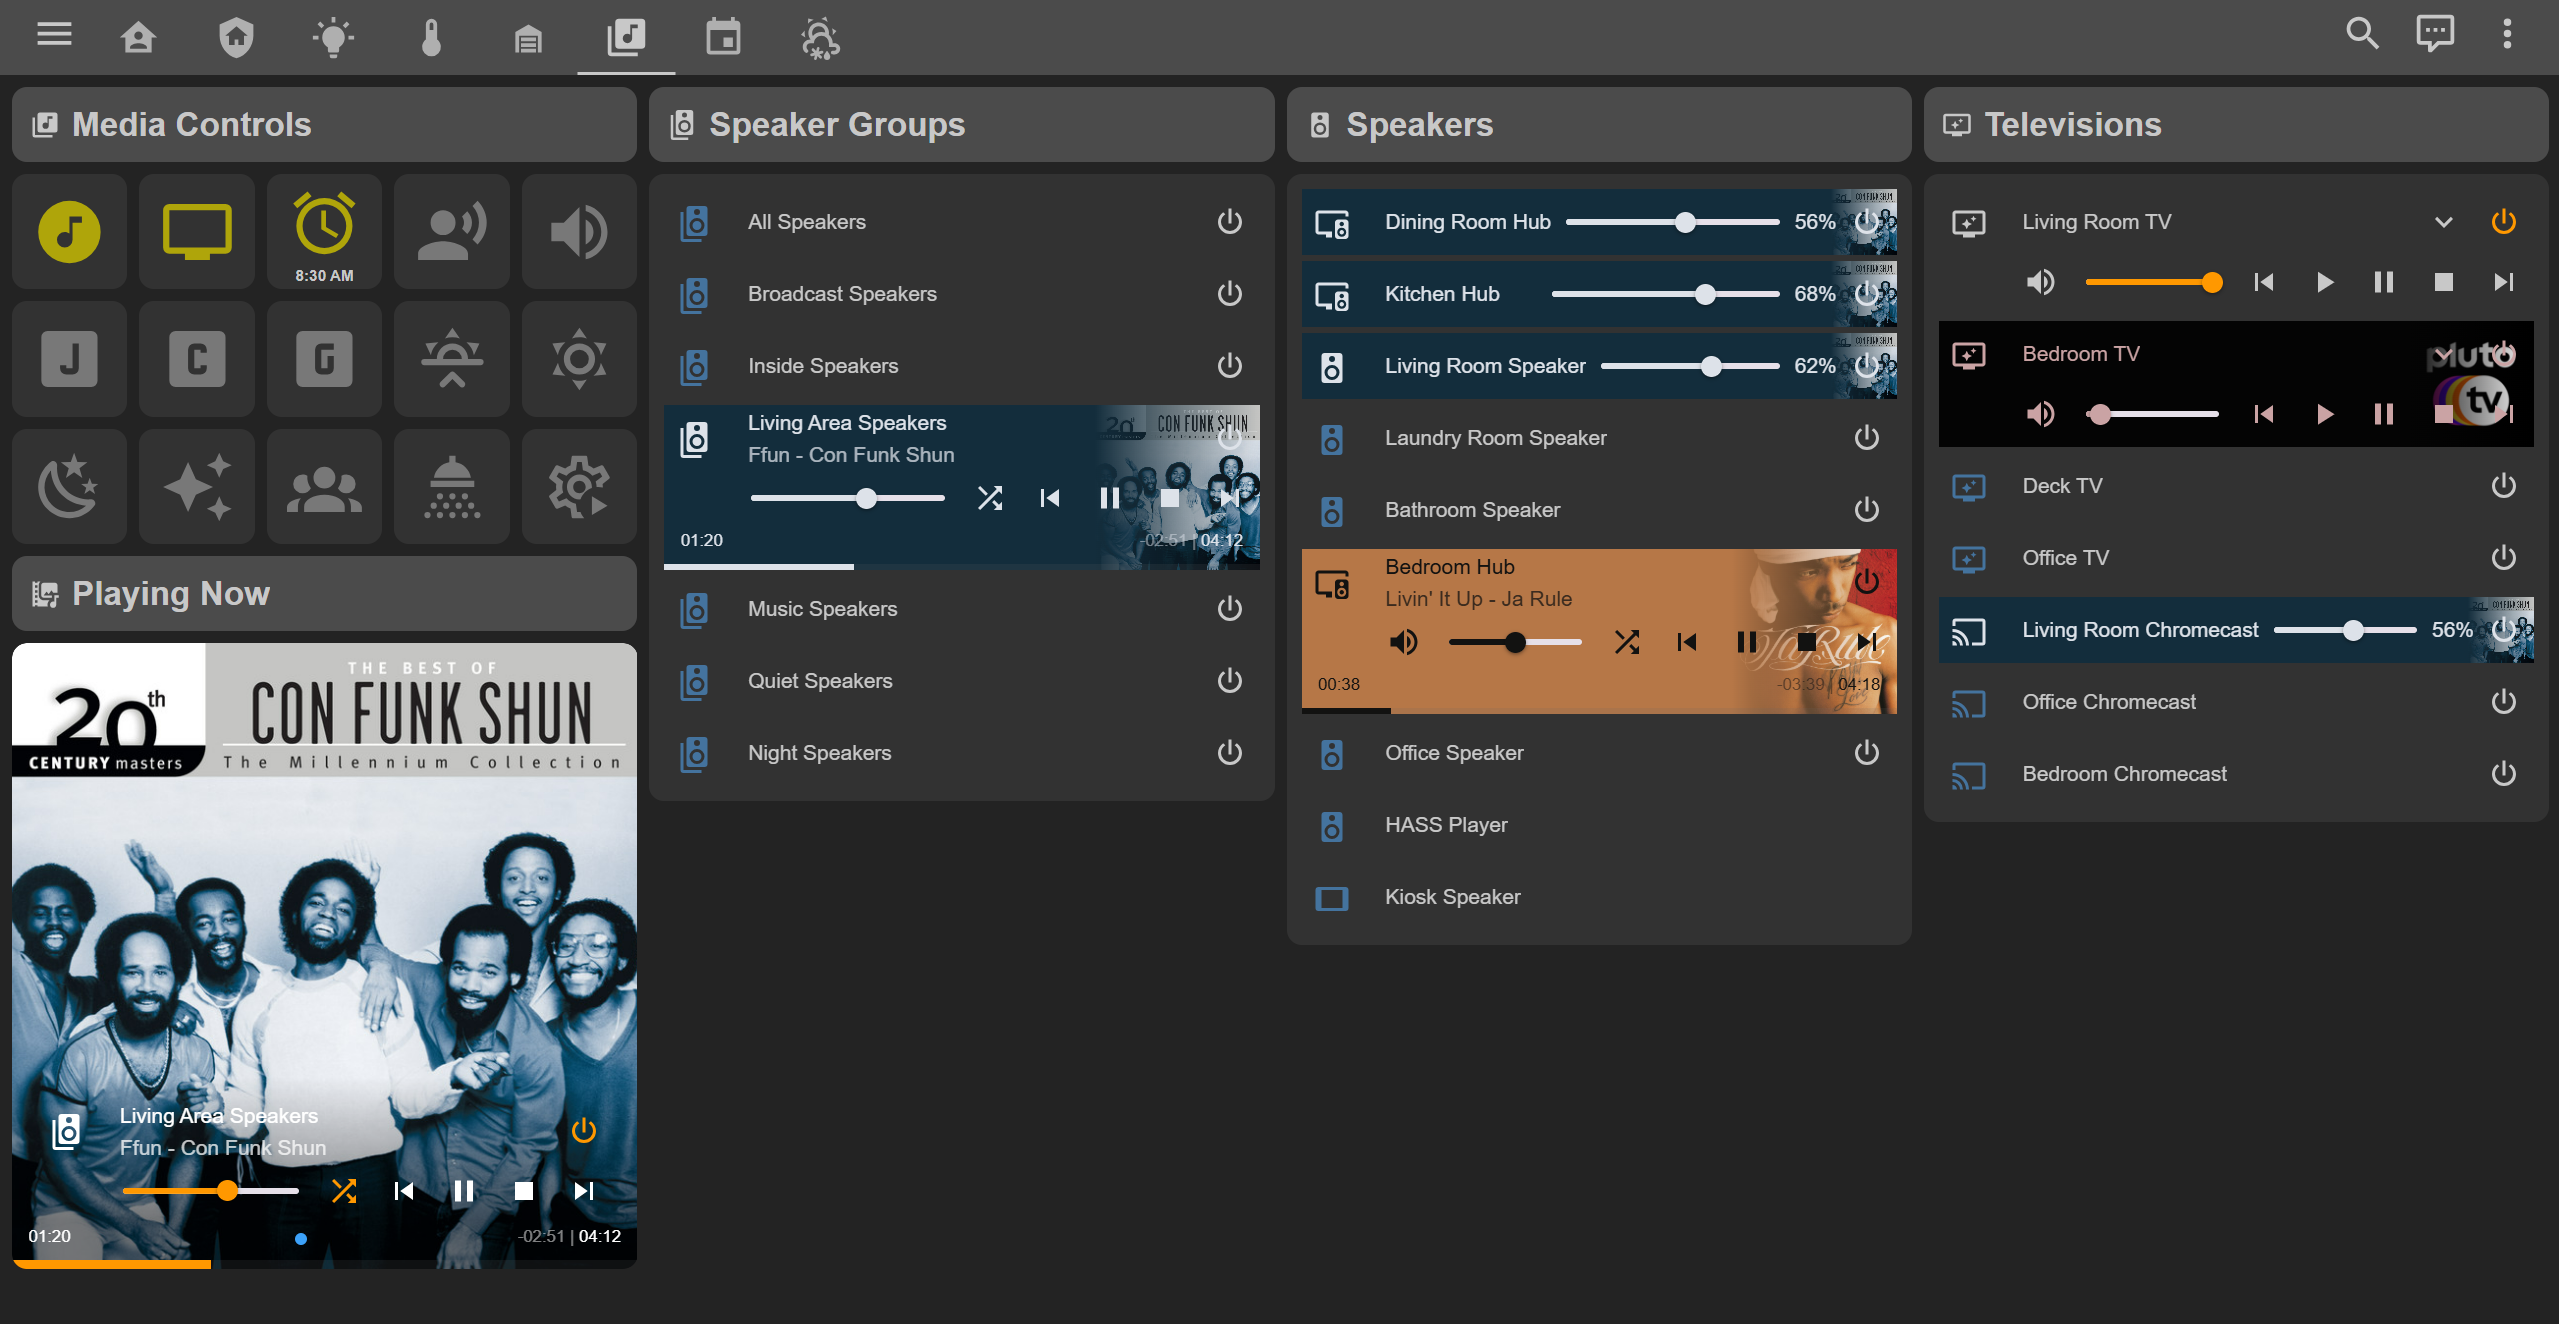 Media Controls
8:30 AM
J
C
G
Playing Now
20th
CENTURY masters
THE BEST OF
CON FUNK SHUN
The Millennium Collection
Living Area Speakers
Ffun - Con Funk Shun
01:20
-02:51 | 04:12
Speaker Groups
All Speakers
Broadcast Speakers
Inside Speakers
Living Area Speakers
Ffun - Con Funk Shun
20
CON FUNK SHUN
01:20
-02:51 | 04:12
Music Speakers
Quiet Speakers
Night Speakers
Speakers
Dining Room Hub 56%
Kitchen Hub 68%
Living Room Speaker 62%
Laundry Room Speaker
Bathroom Speaker
Bedroom Hub
Livin' It Up - Ja Rule
Ja Rule
00:38
-03:39 | 04:18
Office Speaker
HASS Player
Kiosk Speaker
Televisions
Living Room TV
Bedroom TV
pluto
tv
Deck TV
Office TV
Living Room Chromecast 56%
Office Chromecast
Bedroom Chromecast